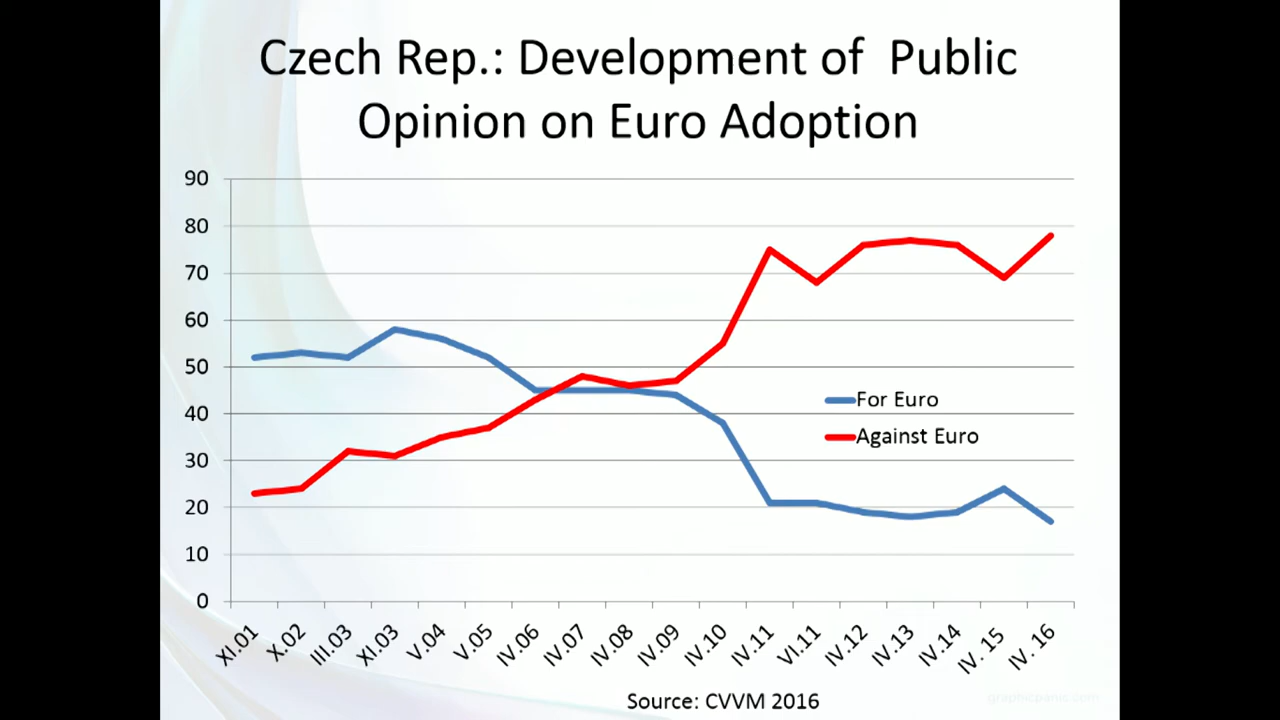 Czech Rep.: Development of Public
Opinion on Euro Adoption
90
80
70
60
50
40
30
20
10
0
For Euro
Against Euro
XI.01 X.02 III.03 XI.03 V.04 V.05 IV.06 IV.07 IV.08 IV.09 IV.10 IV.11 VI.11 IV.12 IV.13 IV.14 IV. 15 IV. 16
Source: CVVM 2016